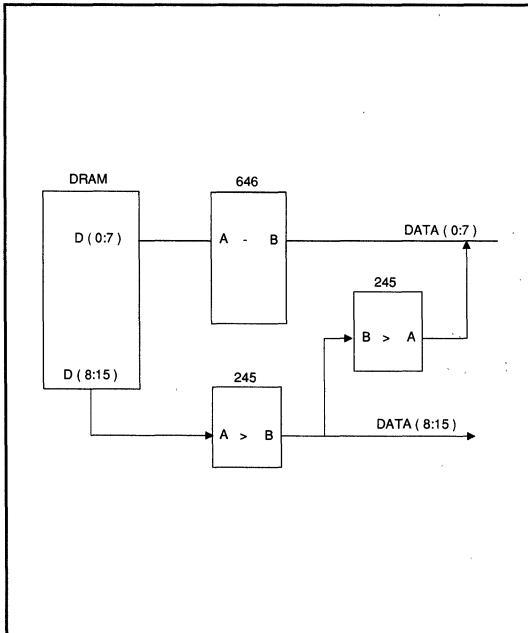 DRAM
646
D ( 0:7 )
A - B
DATA ( 0:7 )
245
B > A
D ( 8:15 )
245
A > B
DATA ( 8:15 )